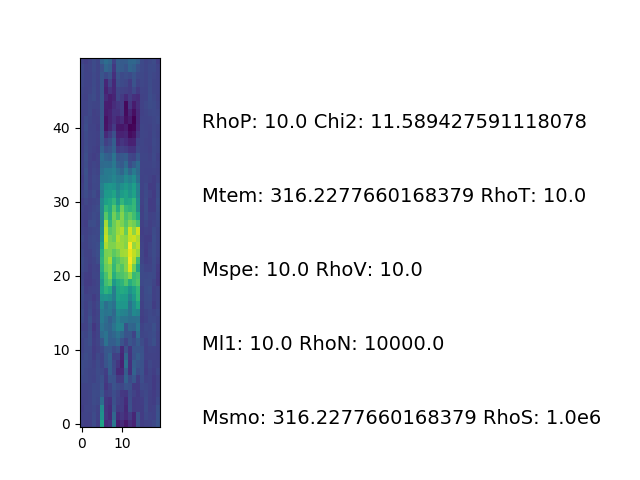 40
RhoP: 10.0 Chi2: 11.589427591118078
30
Mtem: 316.2277660168379 RhoT: 10.0
20
Mspe: 10.0 RhoV: 10.0
10
Ml1: 10.0 RhoN: 10000.0
0
Msmo: 316.2277660168379 RhoS: 1.0e6
0 10